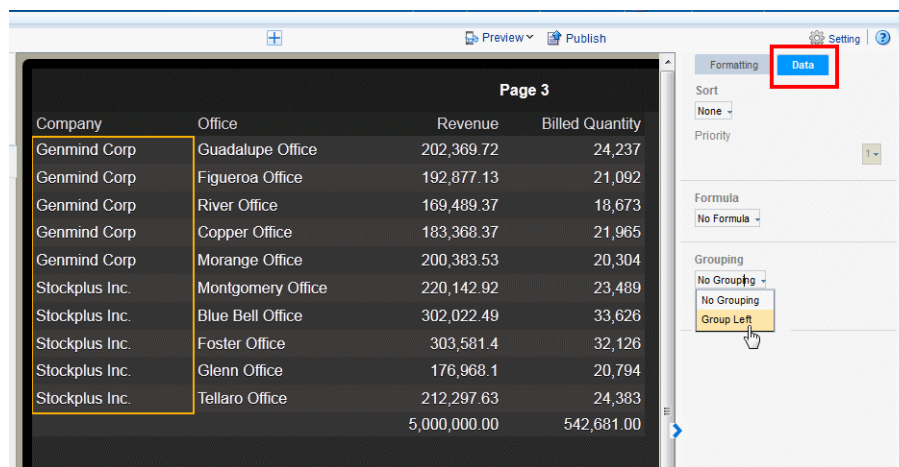 Preview Publish Setting ?
Formatting Data
Page 3
Sort
None
Priority
1
Company Office Revenue Billed Quantity
Genmind Corp Guadalupe Office 202,369.72 24,237
Genmind Corp Figueroa Office 192,877.13 21,092
Genmind Corp River Office 169,489.37 18,673
Genmind Corp Copper Office 183,368.37 21,965
Genmind Corp Morange Office 200,383.53 20,304
Stockplus Inc. Montgomery Office 220,142.92 23,489
Stockplus Inc. Blue Bell Office 302,022.49 33,626
Stockplus Inc. Foster Office 303,581.4 32,126
Stockplus Inc. Glenn Office 176,968.1 20,794
Stockplus Inc. Tellaro Office 212,297.63 24,383
5,000,000.00 542,681.00
Formula
No Formula
Grouping
No Grouping
No Grouping
Group Left